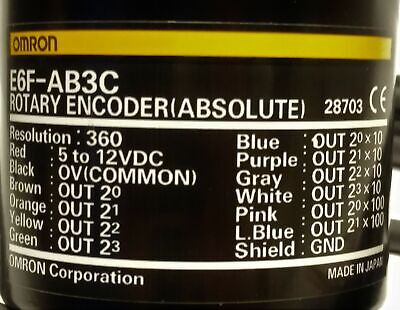 OMRON
E6F-AB3C
ROTARY ENCODER(ABSOLUTE) 28703 CE
Resolution : 360
Red : 5 to 12VDC
Black : 0V(COMMON)
Brown : OUT 2⁰
Orange : OUT 2¹
Yellow : OUT 2²
Green : OUT 2³
Blue : OUT 2⁰×10
Purple : OUT 2¹×10
Gray : OUT 2²×10
White : OUT 2³×10
Pink : OUT 2⁰×100
L.Blue : OUT 2¹×100
Shield : GND
OMRON Corporation
MADE IN JAPAN